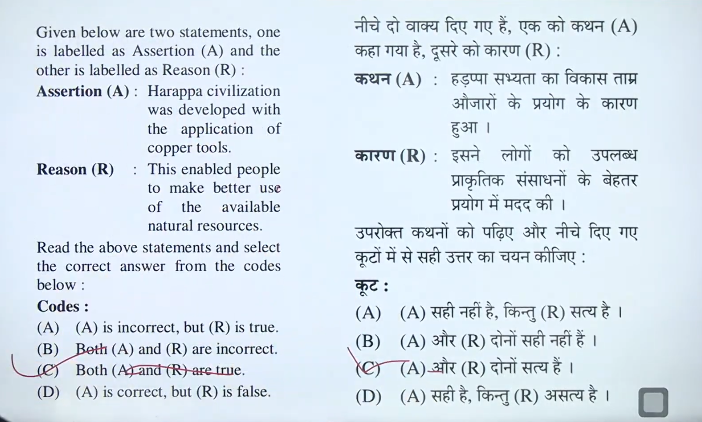 Given below are two statements, one
is labelled as Assertion (A) and the
other is labelled as Reason (R) :
Assertion (A) : Harappa civilization
was developed with
the application of
copper tools.
Reason (R) : This enabled people
to make better use
of the available
natural resources.
Read the above statements and select
the correct answer from the codes
below :
Codes :
(A) (A) is incorrect, but (R) is true.
(B) Both (A) and (R) are incorrect.
(C) Both (A) and (R) are true.
(D) (A) is correct, but (R) is false.
नीचे दो वाक्य दिए गए हैं, एक को कथन (A)
कहा गया है, दूसरे को कारण (R) :
कथन (A) : हड़प्पा सभ्यता का विकास ताम्र
औजारों के प्रयोग के कारण
हुआ ।
कारण (R) : इसने लोगों को उपलब्ध
प्राकृतिक संसाधनों के बेहतर
प्रयोग में मदद की ।
उपरोक्त कथनों को पढ़िए और नीचे दिए गए
कूटों में से सही उत्तर का चयन कीजिए :
कूट :
(A) (A) सही नहीं है, किन्तु (R) सत्य है ।
(B) (A) और (R) दोनों सही नहीं हैं ।
(C) (A) और (R) दोनों सत्य हैं ।
(D) (A) सही है, किन्तु (R) असत्य है ।